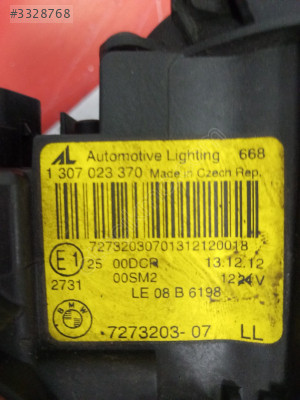 #3328768
AL Automotive Lighting 668
1 307 023 370 Made in Czech Rep.
72732030701312120018
E1 25 00DCR 13.12.12
2731 00SM2 12 24V
LE 08 B 6198
BMW 7273203-07 LL